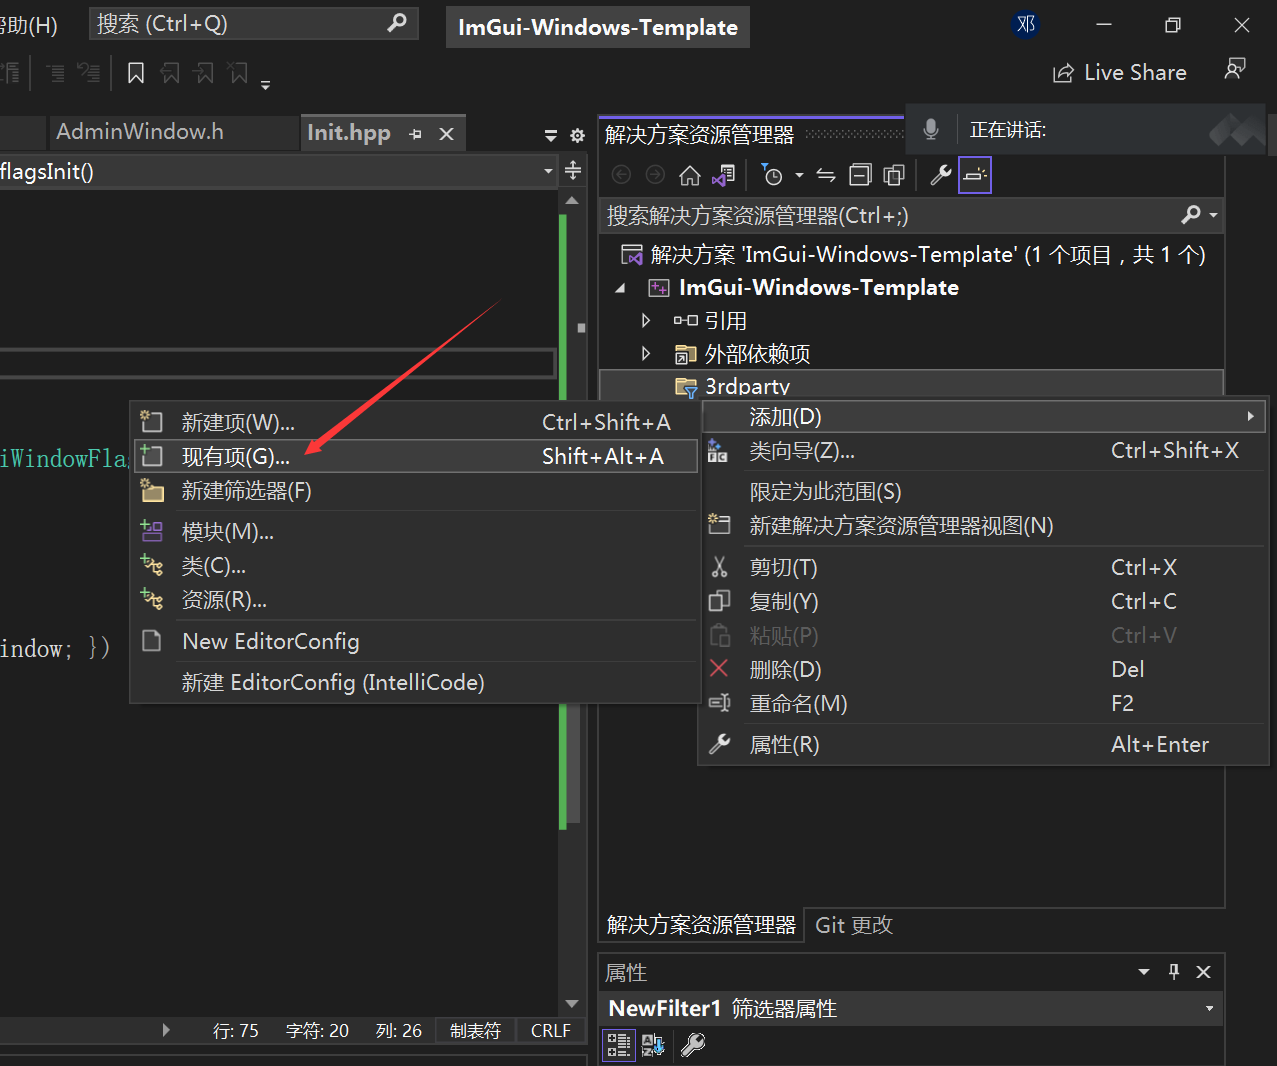 帮助(H)
搜索 (Ctrl+Q)
ImGui-Windows-Template
邓
Live Share
AdminWindow.h
Init.hpp
解决方案资源管理器
正在讲话:
flagsInit()
搜索解决方案资源管理器(Ctrl+;)
解决方案 'ImGui-Windows-Template' (1 个项目，共 1 个)
ImGui-Windows-Template
引用
外部依赖项
3rdparty
新建项(W)... Ctrl+Shift+A
现有项(G)... Shift+Alt+A
新建筛选器(F)
模块(M)...
类(C)...
资源(R)...
New EditorConfig
新建 EditorConfig (IntelliCode)
添加(D)
类向导(Z)... Ctrl+Shift+X
限定为此范围(S)
新建解决方案资源管理器视图(N)
剪切(T) Ctrl+X
复制(Y) Ctrl+C
粘贴(P) Ctrl+V
删除(D) Del
重命名(M) F2
属性(R) Alt+Enter
iWindowFla
indow; })
解决方案资源管理器
Git 更改
属性
NewFilter1 筛选器属性
行: 75 字符: 20 列: 26 制表符 CRLF